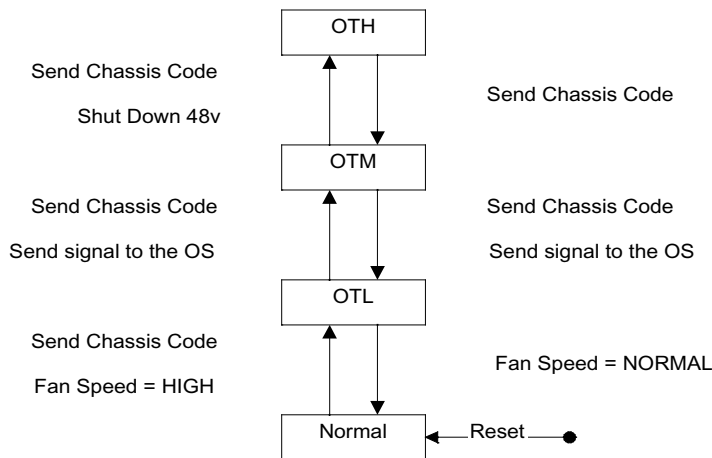 OTH
Send Chassis Code
Shut Down 48v
Send Chassis Code
OTM
Send Chassis Code
Send signal to the OS
Send Chassis Code
Send signal to the OS
OTL
Send Chassis Code
Fan Speed = HIGH
Fan Speed = NORMAL
Normal
Reset